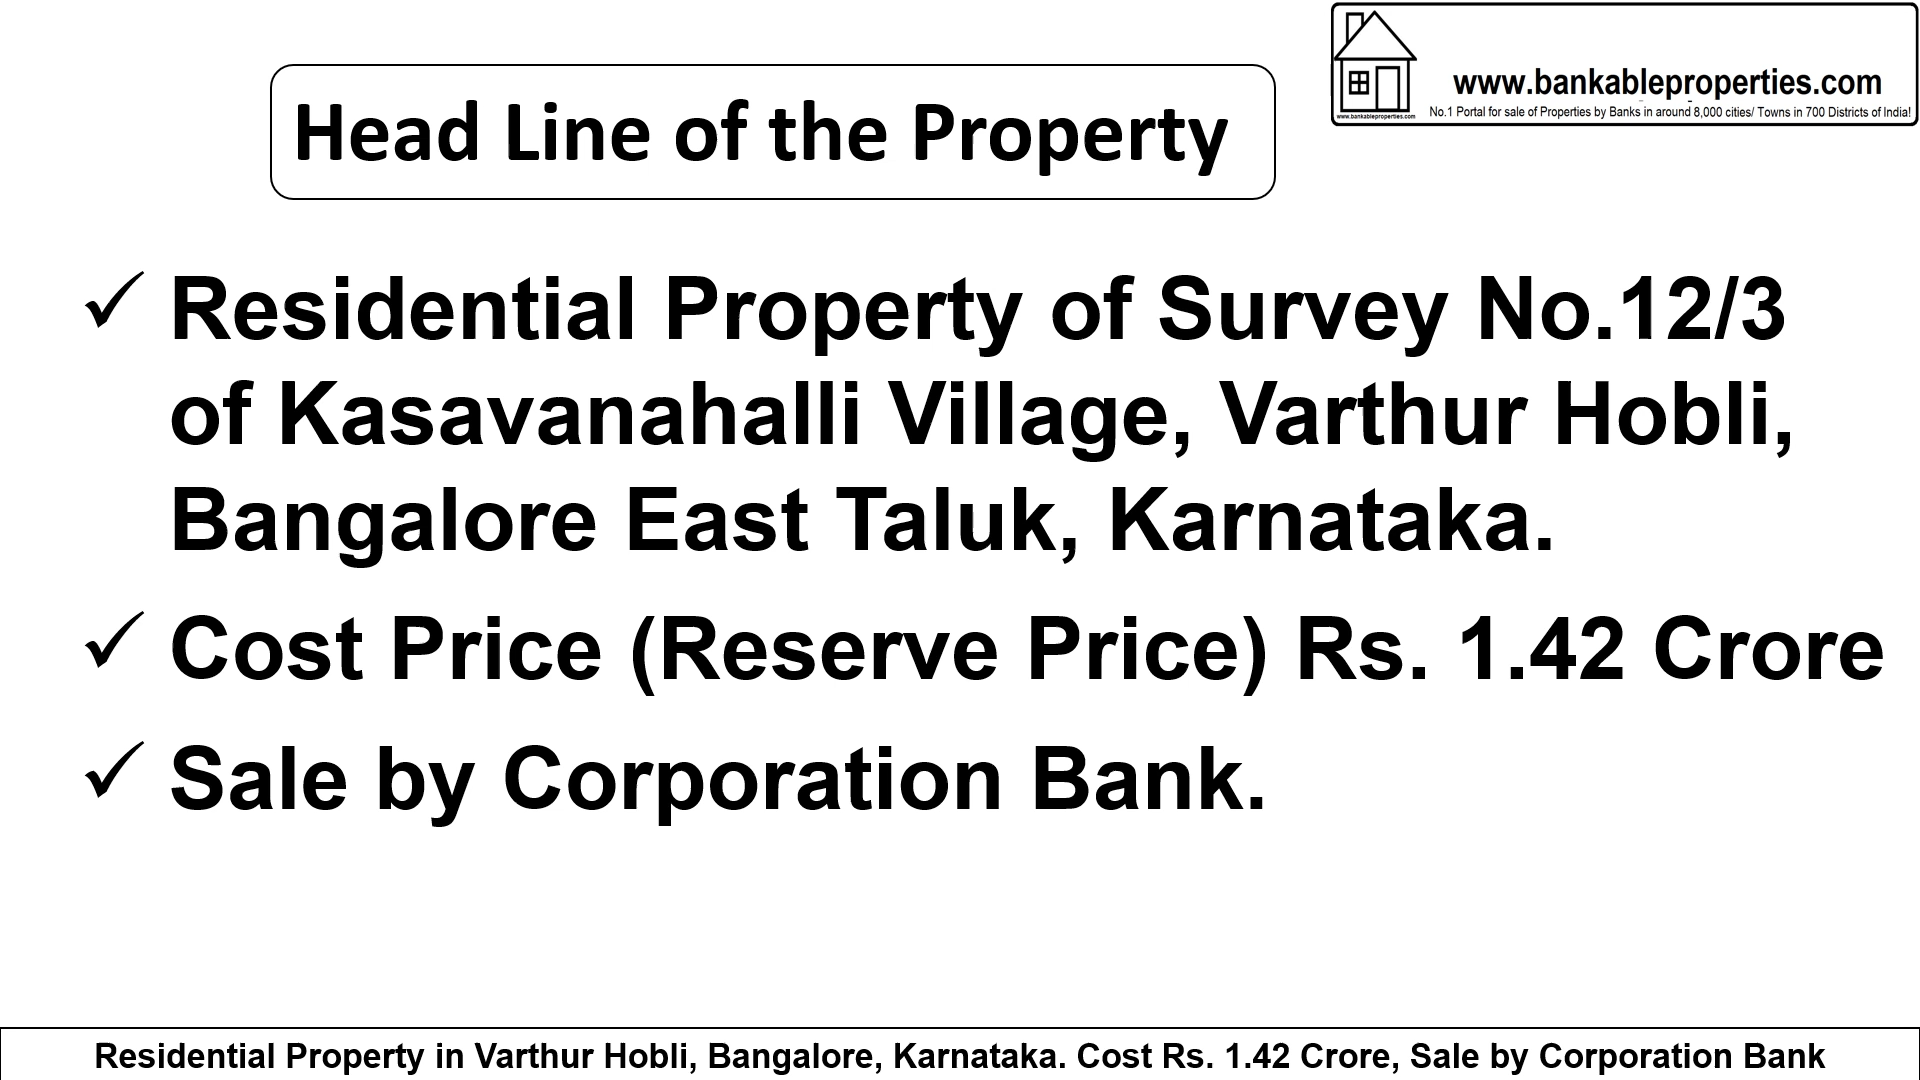 www.bankableproperties.com
No.1 Portal for sale of Properties by Banks in around 8,000 cities/ Towns in 700 Districts of India!
www.bankableproperties.com
Head Line of the Property
✓ Residential Property of Survey No.12/3
of Kasavanahalli Village, Varthur Hobli,
Bangalore East Taluk, Karnataka.
✓ Cost Price (Reserve Price) Rs. 1.42 Crore
✓ Sale by Corporation Bank.
Residential Property in Varthur Hobli, Bangalore, Karnataka. Cost Rs. 1.42 Crore, Sale by Corporation Bank